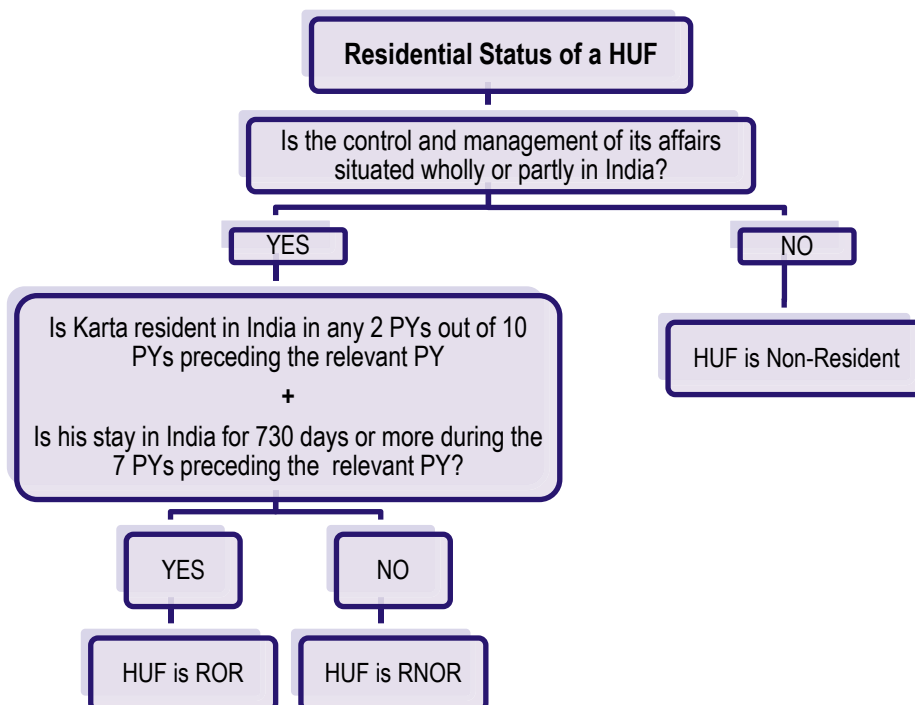 Residential Status of a HUF
Is the control and management of its affairs
situated wholly or partly in India?
YES
NO
Is Karta resident in India in any 2 PYs out of 10
PYs preceding the relevant PY
+
Is his stay in India for 730 days or more during the
7 PYs preceding the relevant PY?
HUF is Non-Resident
YES
NO
HUF is ROR
HUF is RNOR